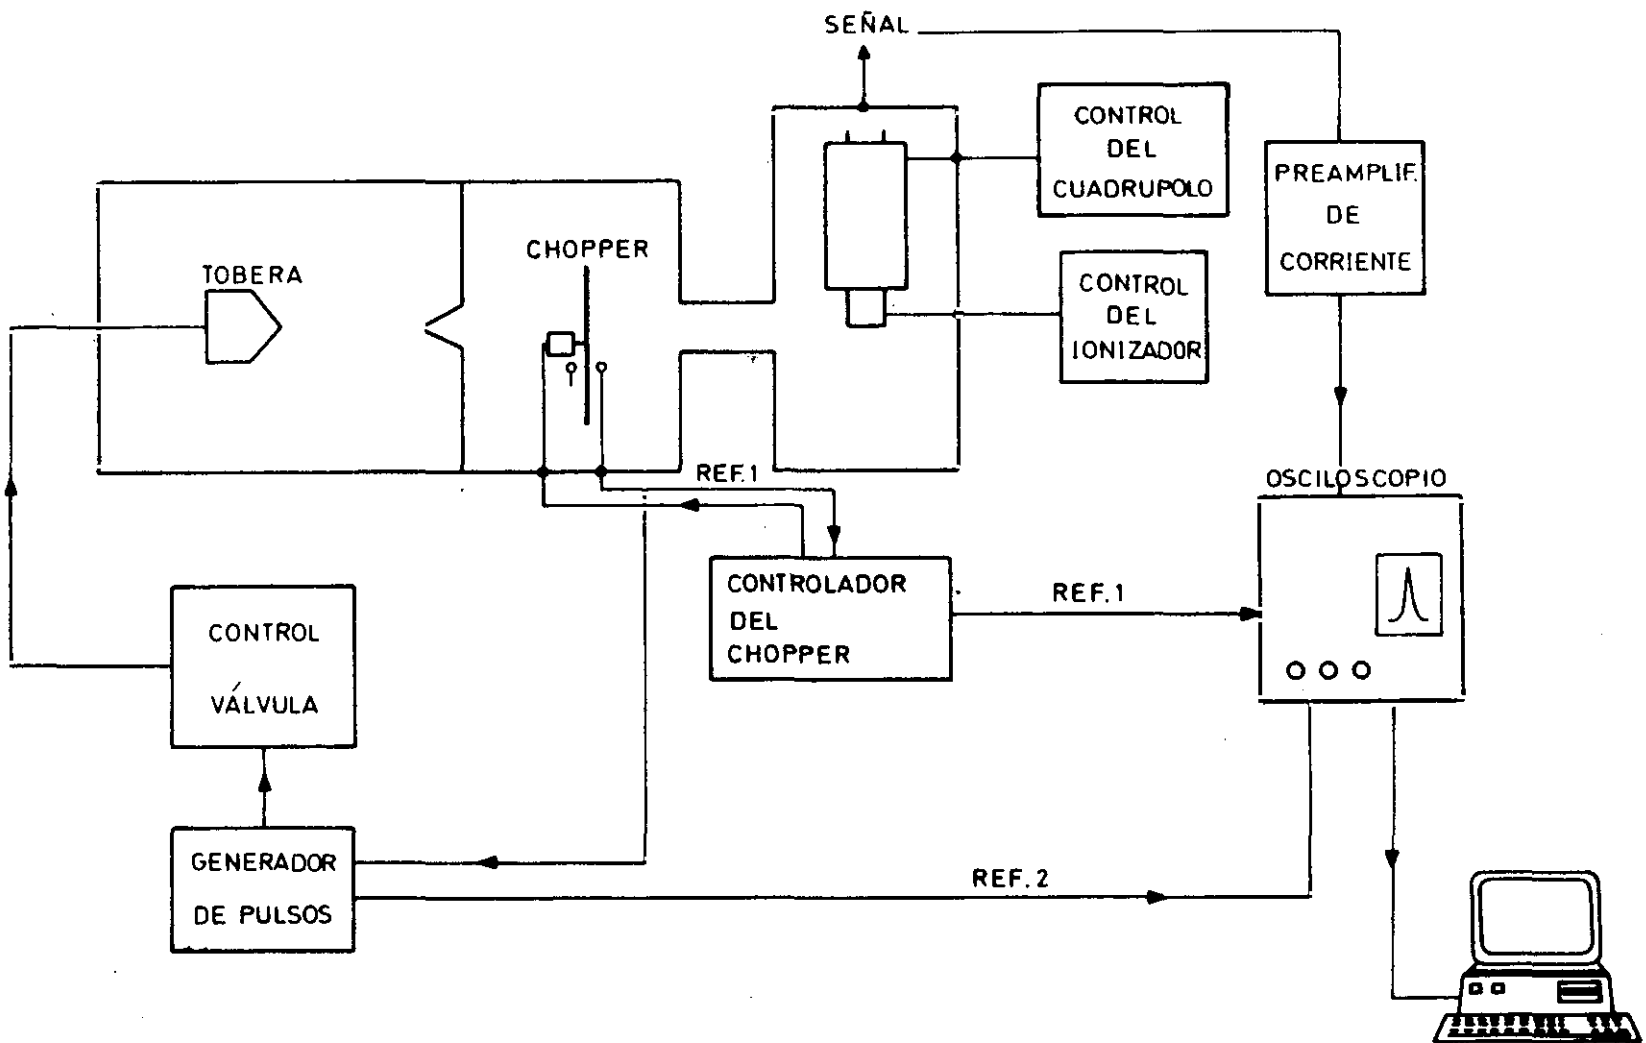 SEÑAL
CONTROL
DEL
CUADRUPOLO
PREAMPLIF.
DE
CORRIENTE
CHOPPER
TOBERA
CONTROL
DEL
IONIZADOR
REF.1
OSCILOSCOPIO
CONTROLADOR
DEL
CHOPPER
REF.1
CONTROL
VÁLVULA
GENERADOR
DE PULSOS
REF.2